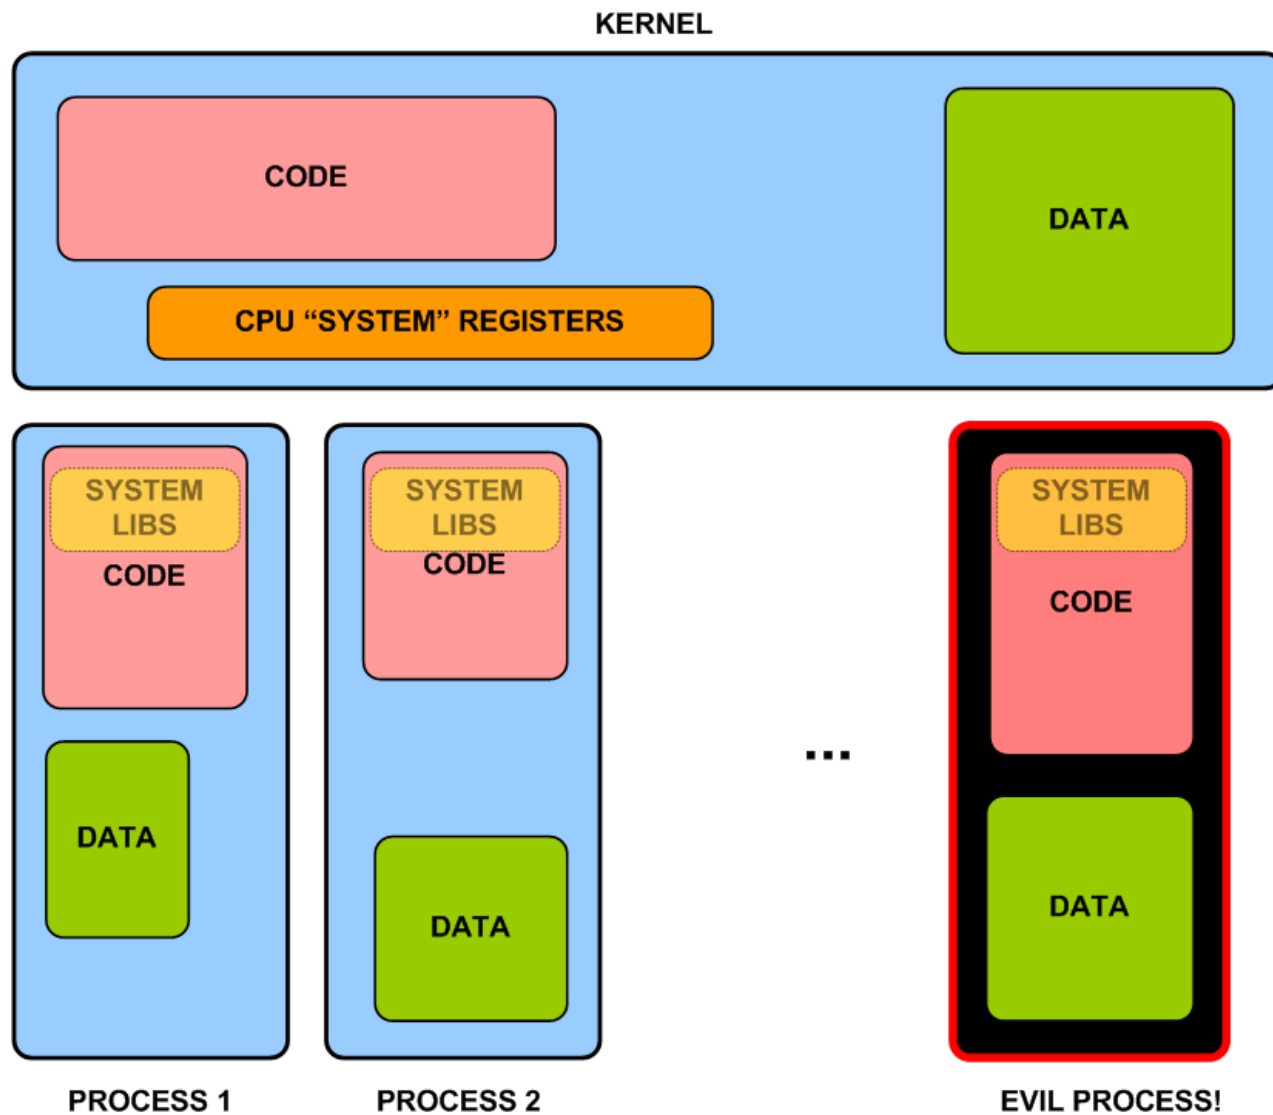 KERNEL
CODE
DATA
CPU “SYSTEM” REGISTERS
SYSTEM
LIBS
CODE
DATA
PROCESS 1
SYSTEM
LIBS
CODE
DATA
PROCESS 2
...
SYSTEM
LIBS
CODE
DATA
EVIL PROCESS!